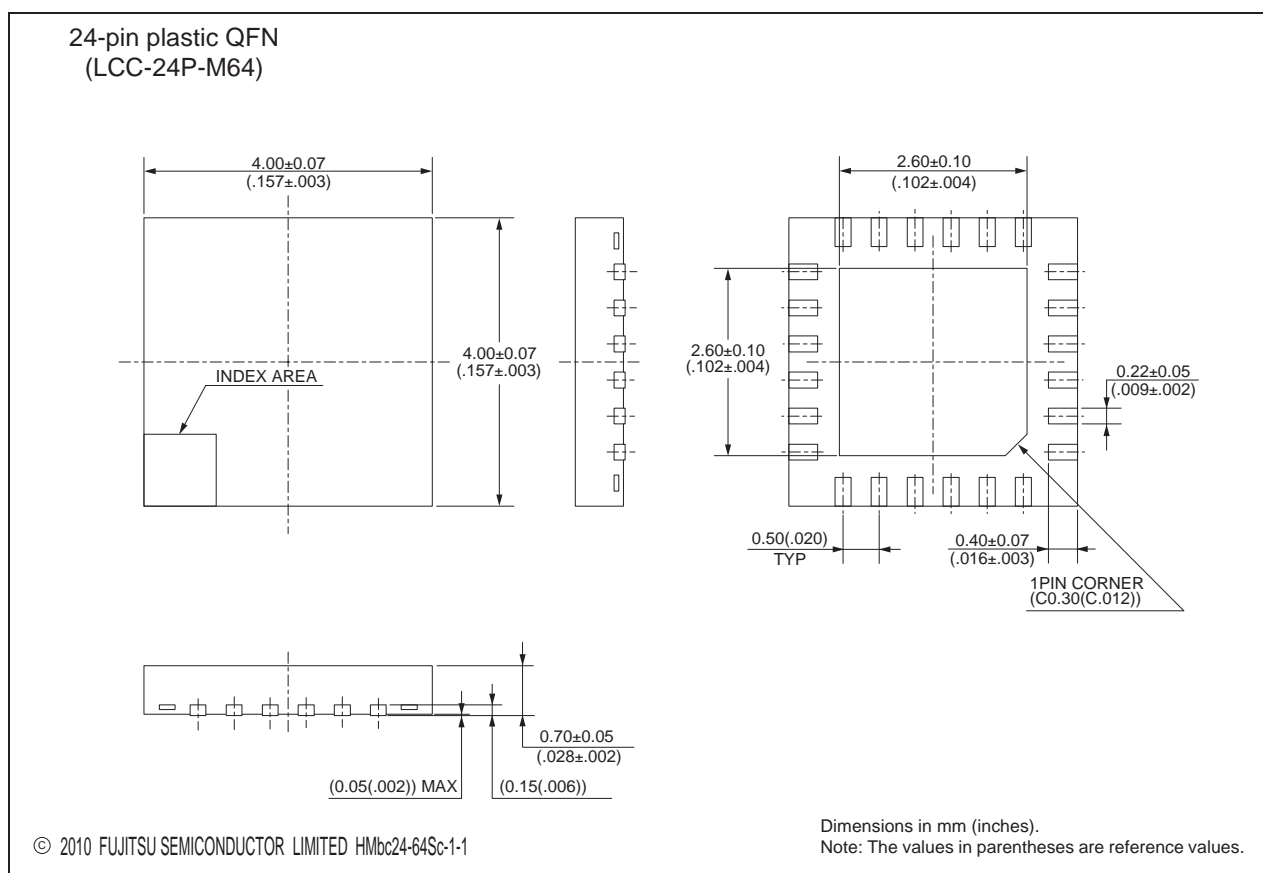 24-pin plastic QFN
(LCC-24P-M64)
4.00±0.07
(.157±.003)
2.60±0.10
(.102±.004)
4.00±0.07
(.157±.003)
INDEX AREA
2.60±0.10
(.102±.004)
0.22±0.05
(.009±.002)
0.50(.020)
TYP
0.40±0.07
(.016±.003)
1PIN CORNER
(C0.30(C.012))
0.70±0.05
(.028±.002)
(0.05(.002)) MAX
(0.15(.006))
© 2010 FUJITSU SEMICONDUCTOR LIMITED HMbc24-64Sc-1-1
Dimensions in mm (inches).
Note: The values in parentheses are reference values.